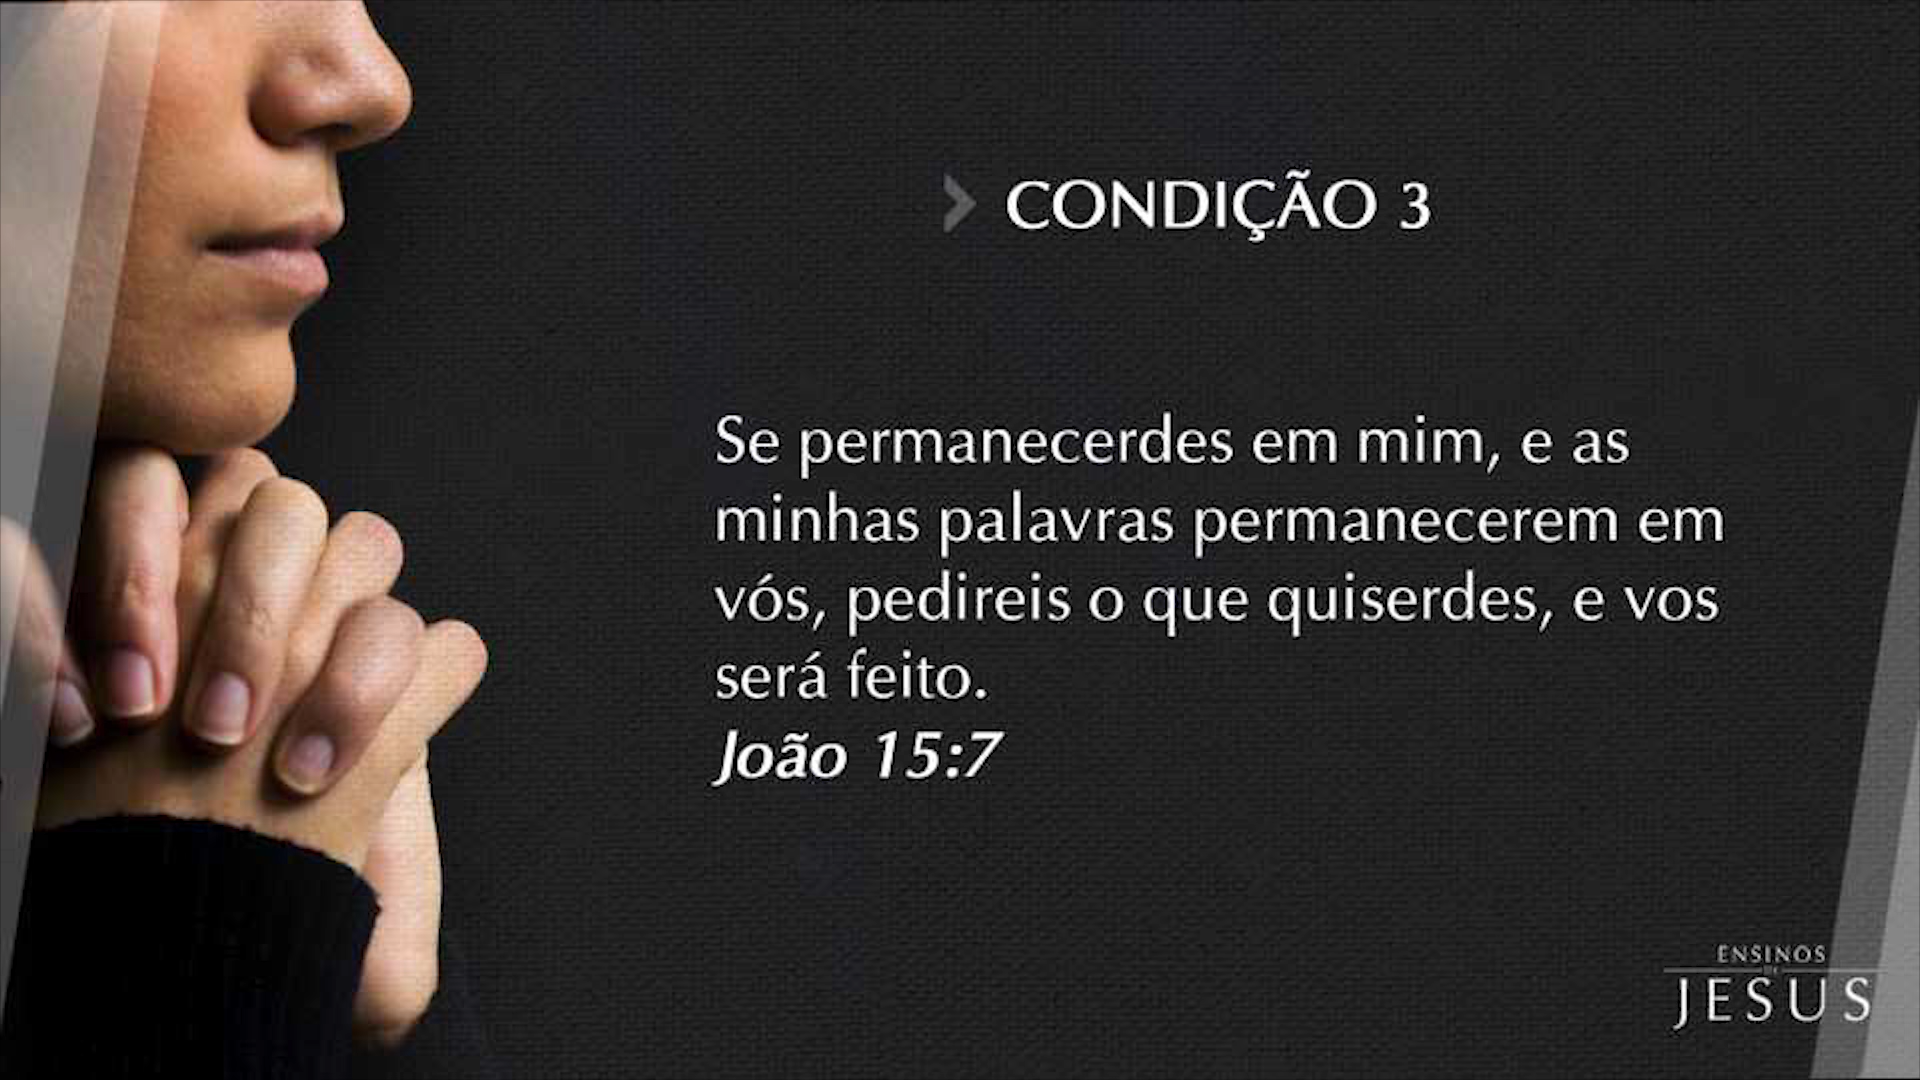 CONDIÇÃO 3
Se permanecerdes em mim, e as
minhas palavras permanecerem em
vós, pedireis o que quiserdes, e vos
será feito.
João 15:7
ENSINOS
DE
JESUS